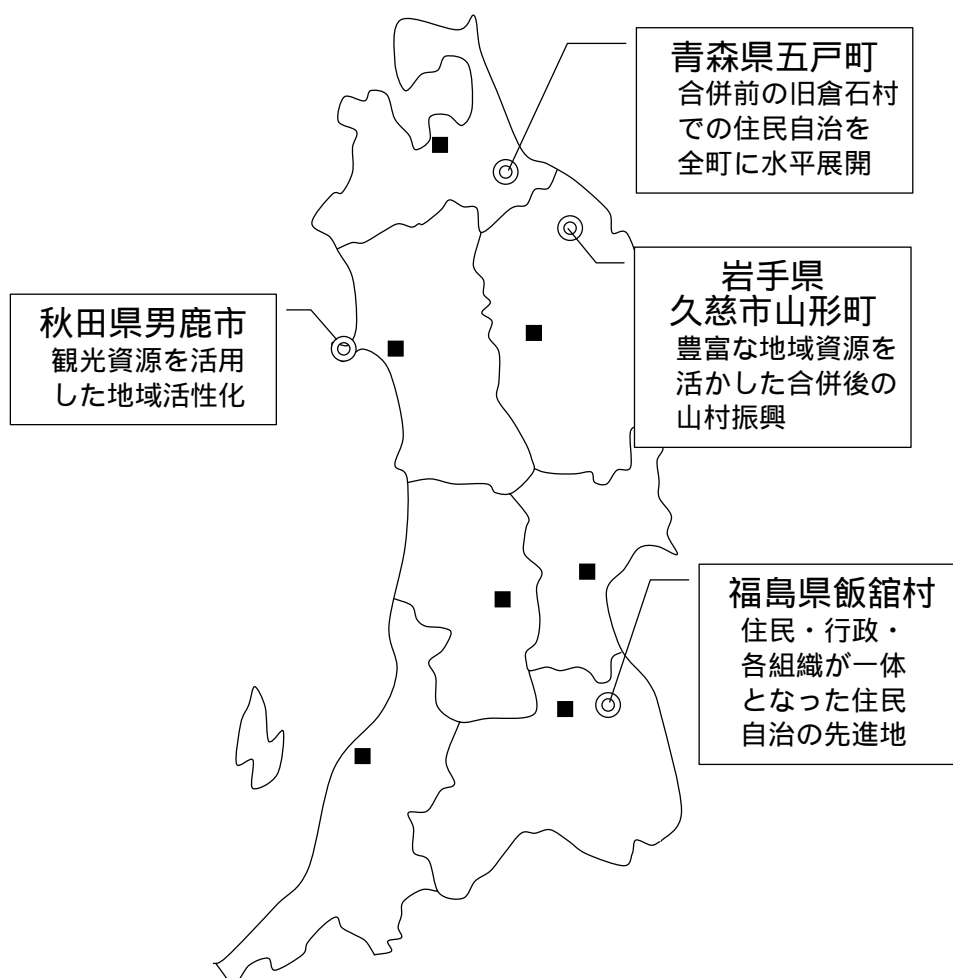 青森県五戸町
合併前の旧倉石村
での住民自治を
全町に水平展開
岩手県
久慈市山形町
豊富な地域資源を
活かした合併後の
山村振興
秋田県男鹿市
観光資源を活用
した地域活性化
福島県飯舘村
住民・行政・
各組織が一体
となった住民
自治の先進地